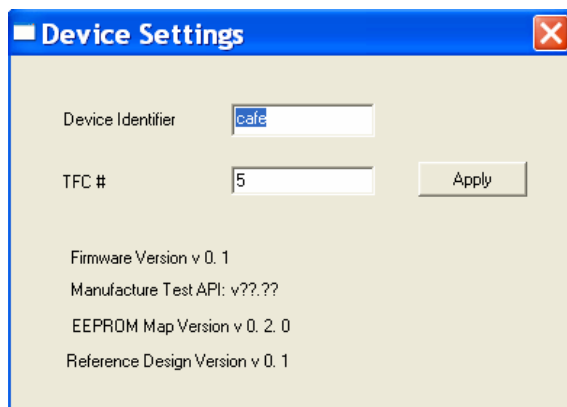 Device Settings
Device Identifier cafe
TFC # 5 Apply
Firmware Version v 0. 1
Manufacture Test API: v??.??
EEPROM Map Version v 0. 2. 0
Reference Design Version v 0. 1